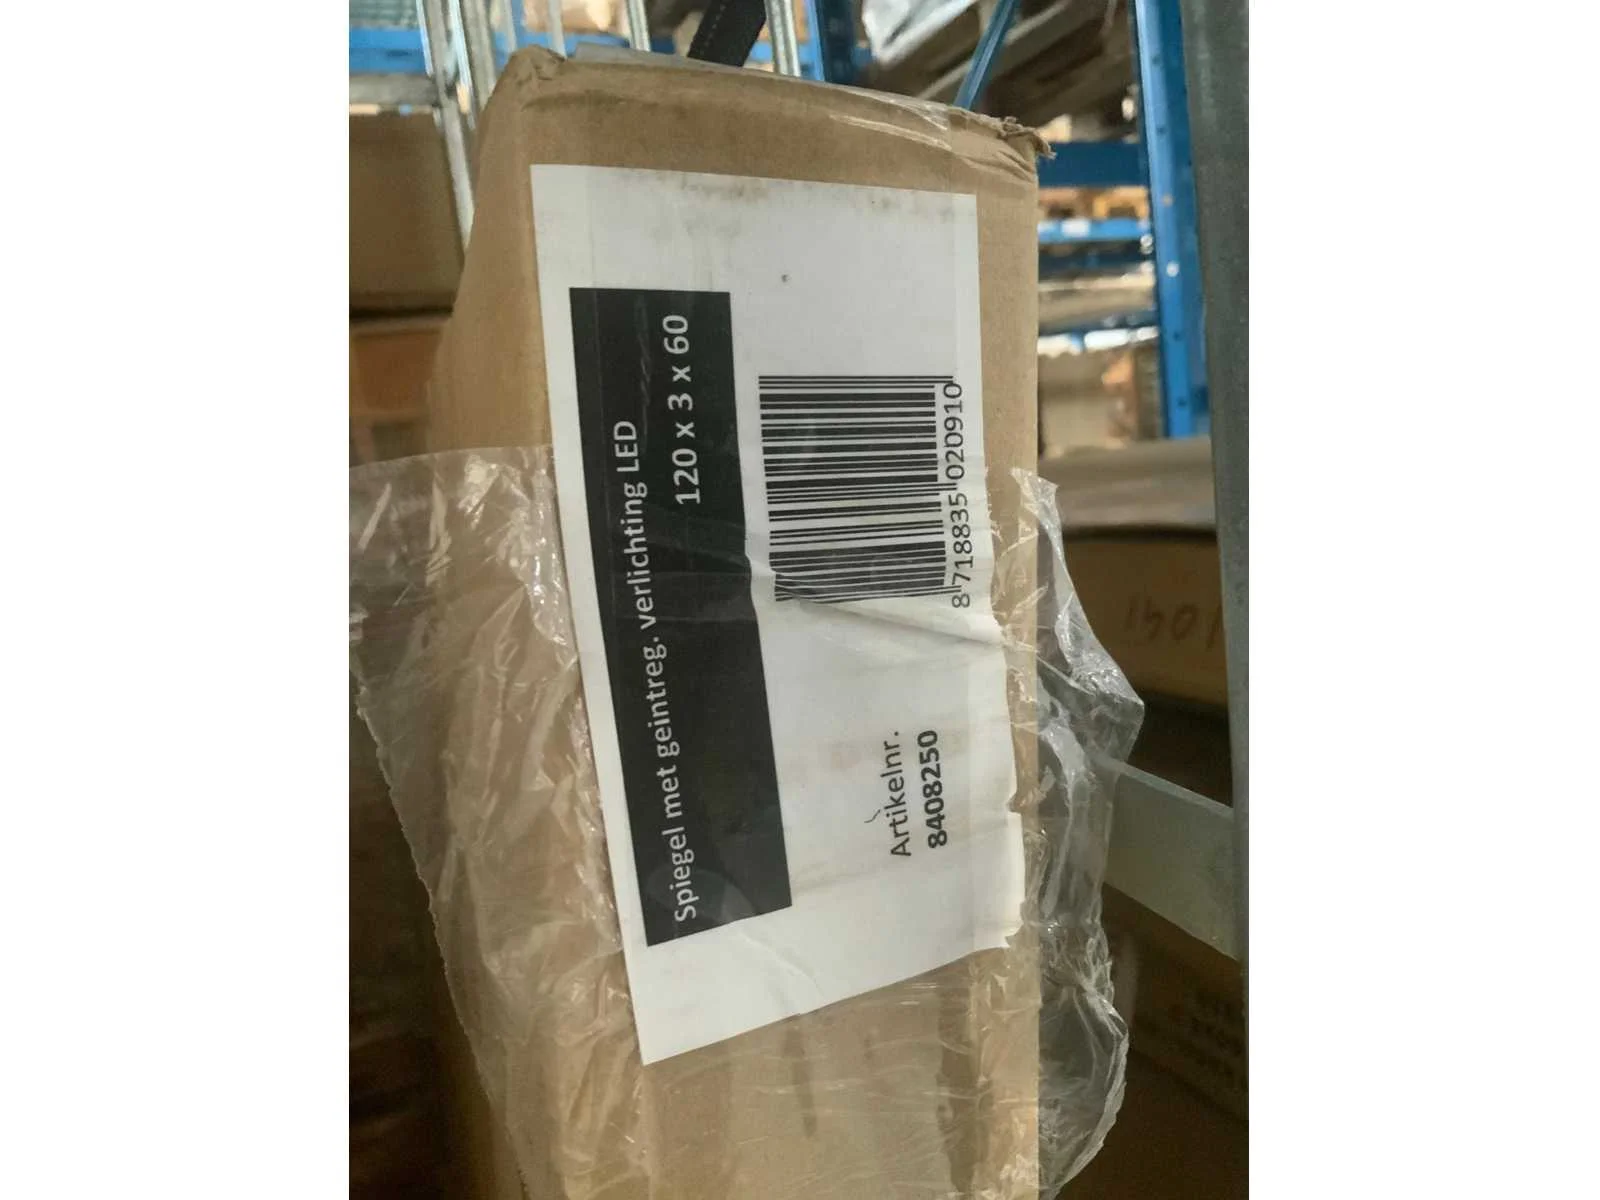 Spiegel met geintreg. verlichting LED
120 x 3 x 60
8 718835 020910
Artikelnr.
8408250